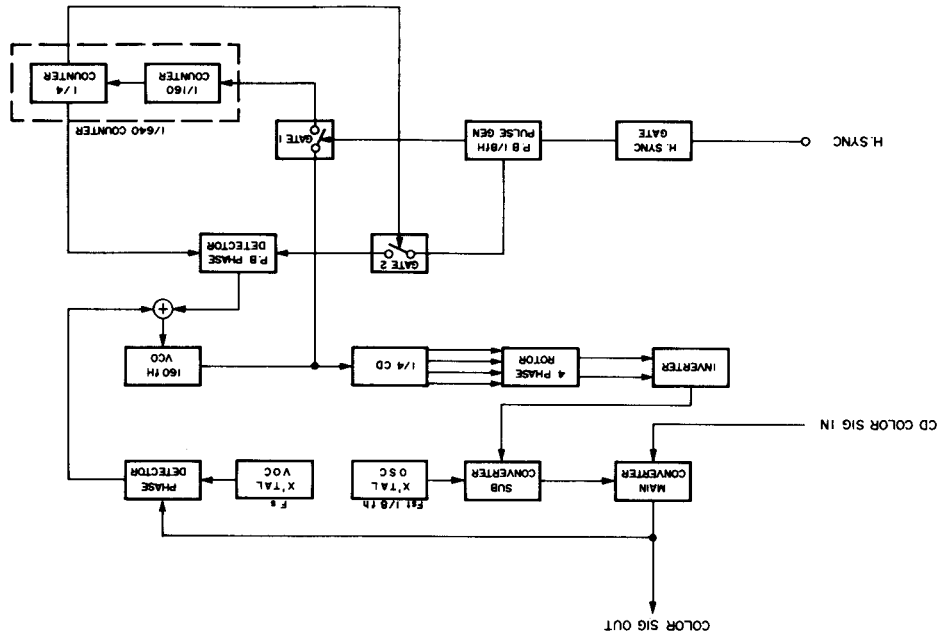 COLOR SIG OUT
MAIN
CONVERTER
SUB
CONVERTER
Fs± 1/8 fh
X'TAL
OSC
Fs
X'TAL
VOC
PHASE
DETECTOR
CD COLOR SIG IN
INVERTER
4 PHASE
ROTOR
1/4 CD
160 fH
VCO
+
GATE 2
P.B PHASE
DETECTOR
H.SYNC
H. SYNC
GATE
P.B 1/8fH
PULSE GEN
GATE 1
1/640 COUNTER
1/160
COUNTER
1/4
COUNTER